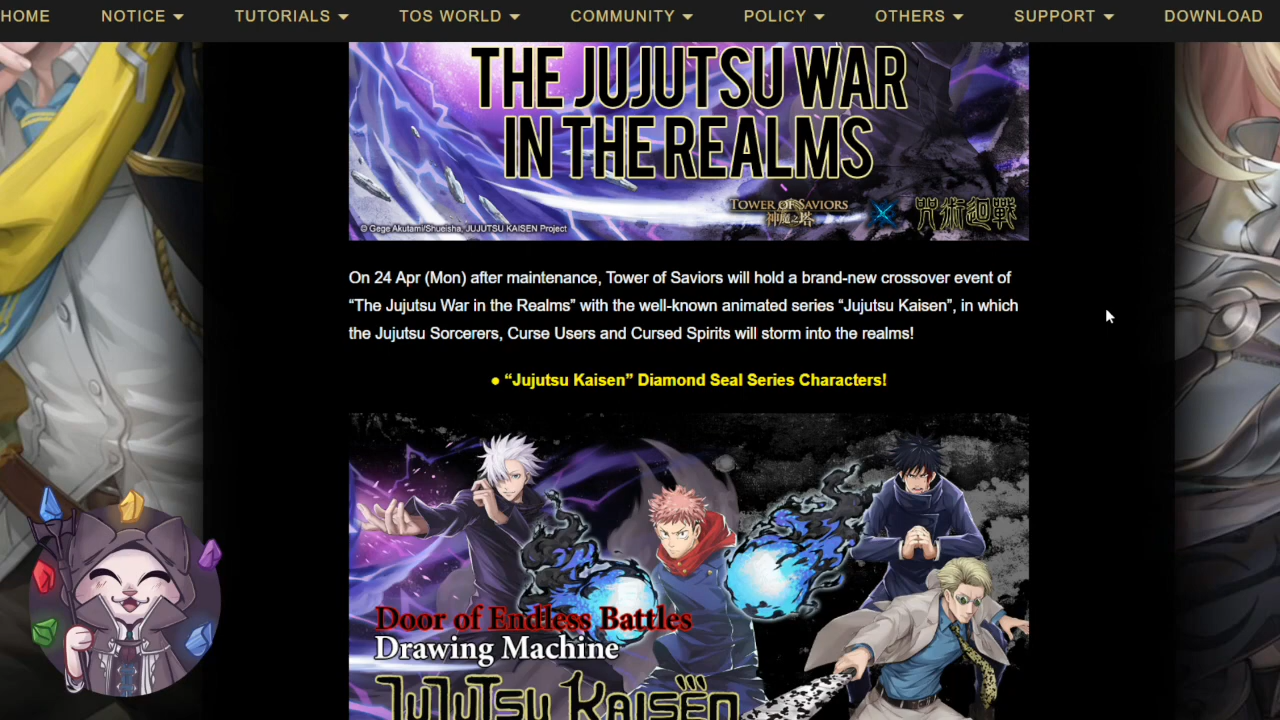 HOME NOTICE TUTORIALS TOS WORLD COMMUNITY POLICY OTHERS SUPPORT DOWNLOAD
THE JUJUTSU WAR
IN THE REALMS
TOWER OF SAVIORS
神魔之塔
咒術迴戰
© Gege Akutami/Shueisha, JUJUTSU KAISEN Project
On 24 Apr (Mon) after maintenance, Tower of Saviors will hold a brand-new crossover event of
“The Jujutsu War in the Realms” with the well-known animated series “Jujutsu Kaisen”, in which
the Jujutsu Sorcerers, Curse Users and Cursed Spirits will storm into the realms!
● “Jujutsu Kaisen” Diamond Seal Series Characters!
Door of Endless Battles
Drawing Machine
JUJUTSU KAISEN